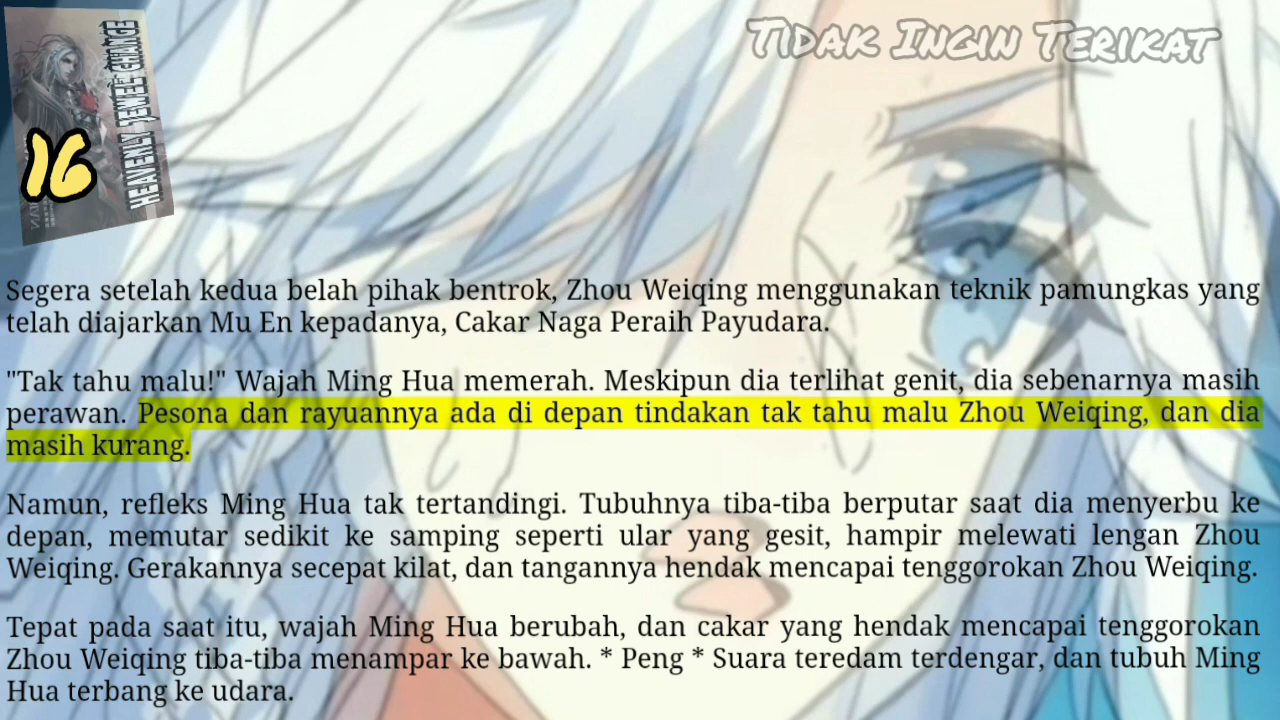 Tidak Ingin Terikat
HEAVENLY JEWEL CHANGE
16
Segera setelah kedua belah pihak bentrok, Zhou Weiqing menggunakan teknik pamungkas yang
telah diajarkan Mu En kepadanya, Cakar Naga Peraih Payudara.
"Tak tahu malu!" Wajah Ming Hua memerah. Meskipun dia terlihat genit, dia sebenarnya masih
perawan. Pesona dan rayuannya ada di depan tindakan tak tahu malu Zhou Weiqing, dan dia
masih kurang.
Namun, refleks Ming Hua tak tertandingi. Tubuhnya tiba-tiba berputar saat dia menyerbu ke
depan, memutar sedikit ke samping seperti ular yang gesit, hampir melewati lengan Zhou
Weiqing. Gerakannya secepat kilat, dan tangannya hendak mencapai tenggorokan Zhou Weiqing.
Tepat pada saat itu, wajah Ming Hua berubah, dan cakar yang hendak mencapai tenggorokan
Zhou Weiqing tiba-tiba menampar ke bawah. * Peng * Suara teredam terdengar, dan tubuh Ming
Hua terbang ke udara.